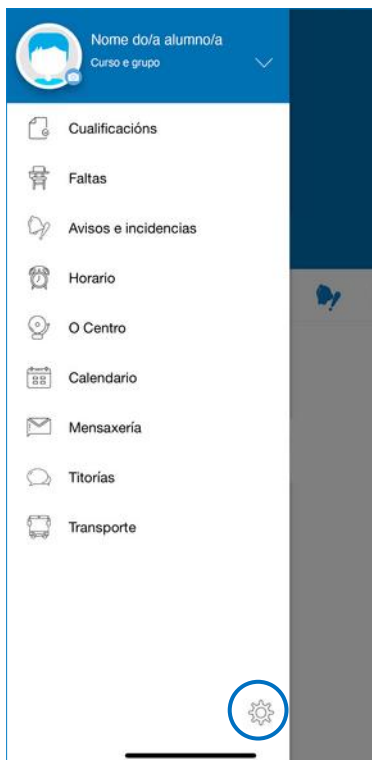 Nome do/a alumno/a
Curso e grupo
Cualificacións
Faltas
Avisos e incidencias
Horario
O Centro
Calendario
Mensaxería
Titorías
Transporte